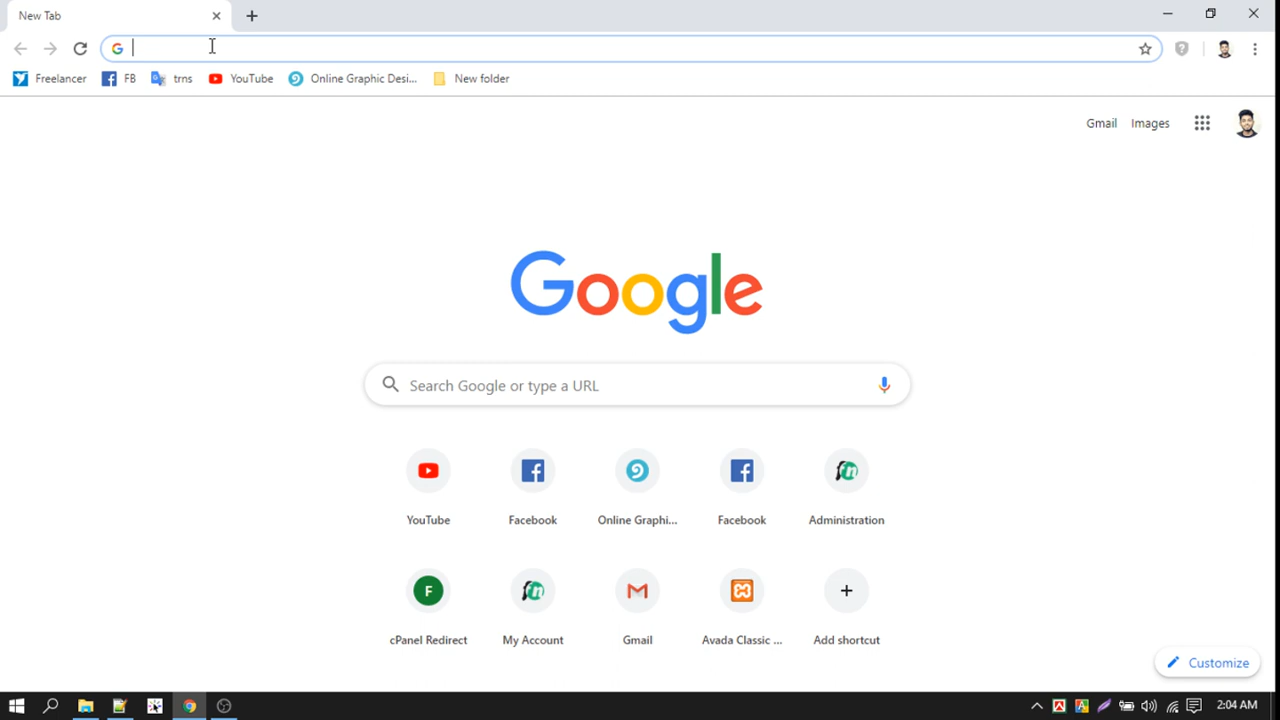 New Tab
Freelancer FB trns YouTube Online Graphic Desi... New folder
Gmail Images
Google
Search Google or type a URL
YouTube Facebook Online Graphi... Facebook Administration
F
cPanel Redirect My Account Gmail Avada Classic ... Add shortcut
Customize
2:04 AM